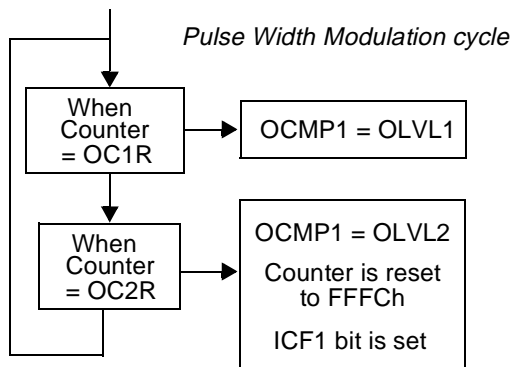 Pulse Width Modulation cycle
When
Counter
= OC1R
OCMP1 = OLVL1
When
Counter
= OC2R
OCMP1 = OLVL2
Counter is reset
to FFFCh
ICF1 bit is set